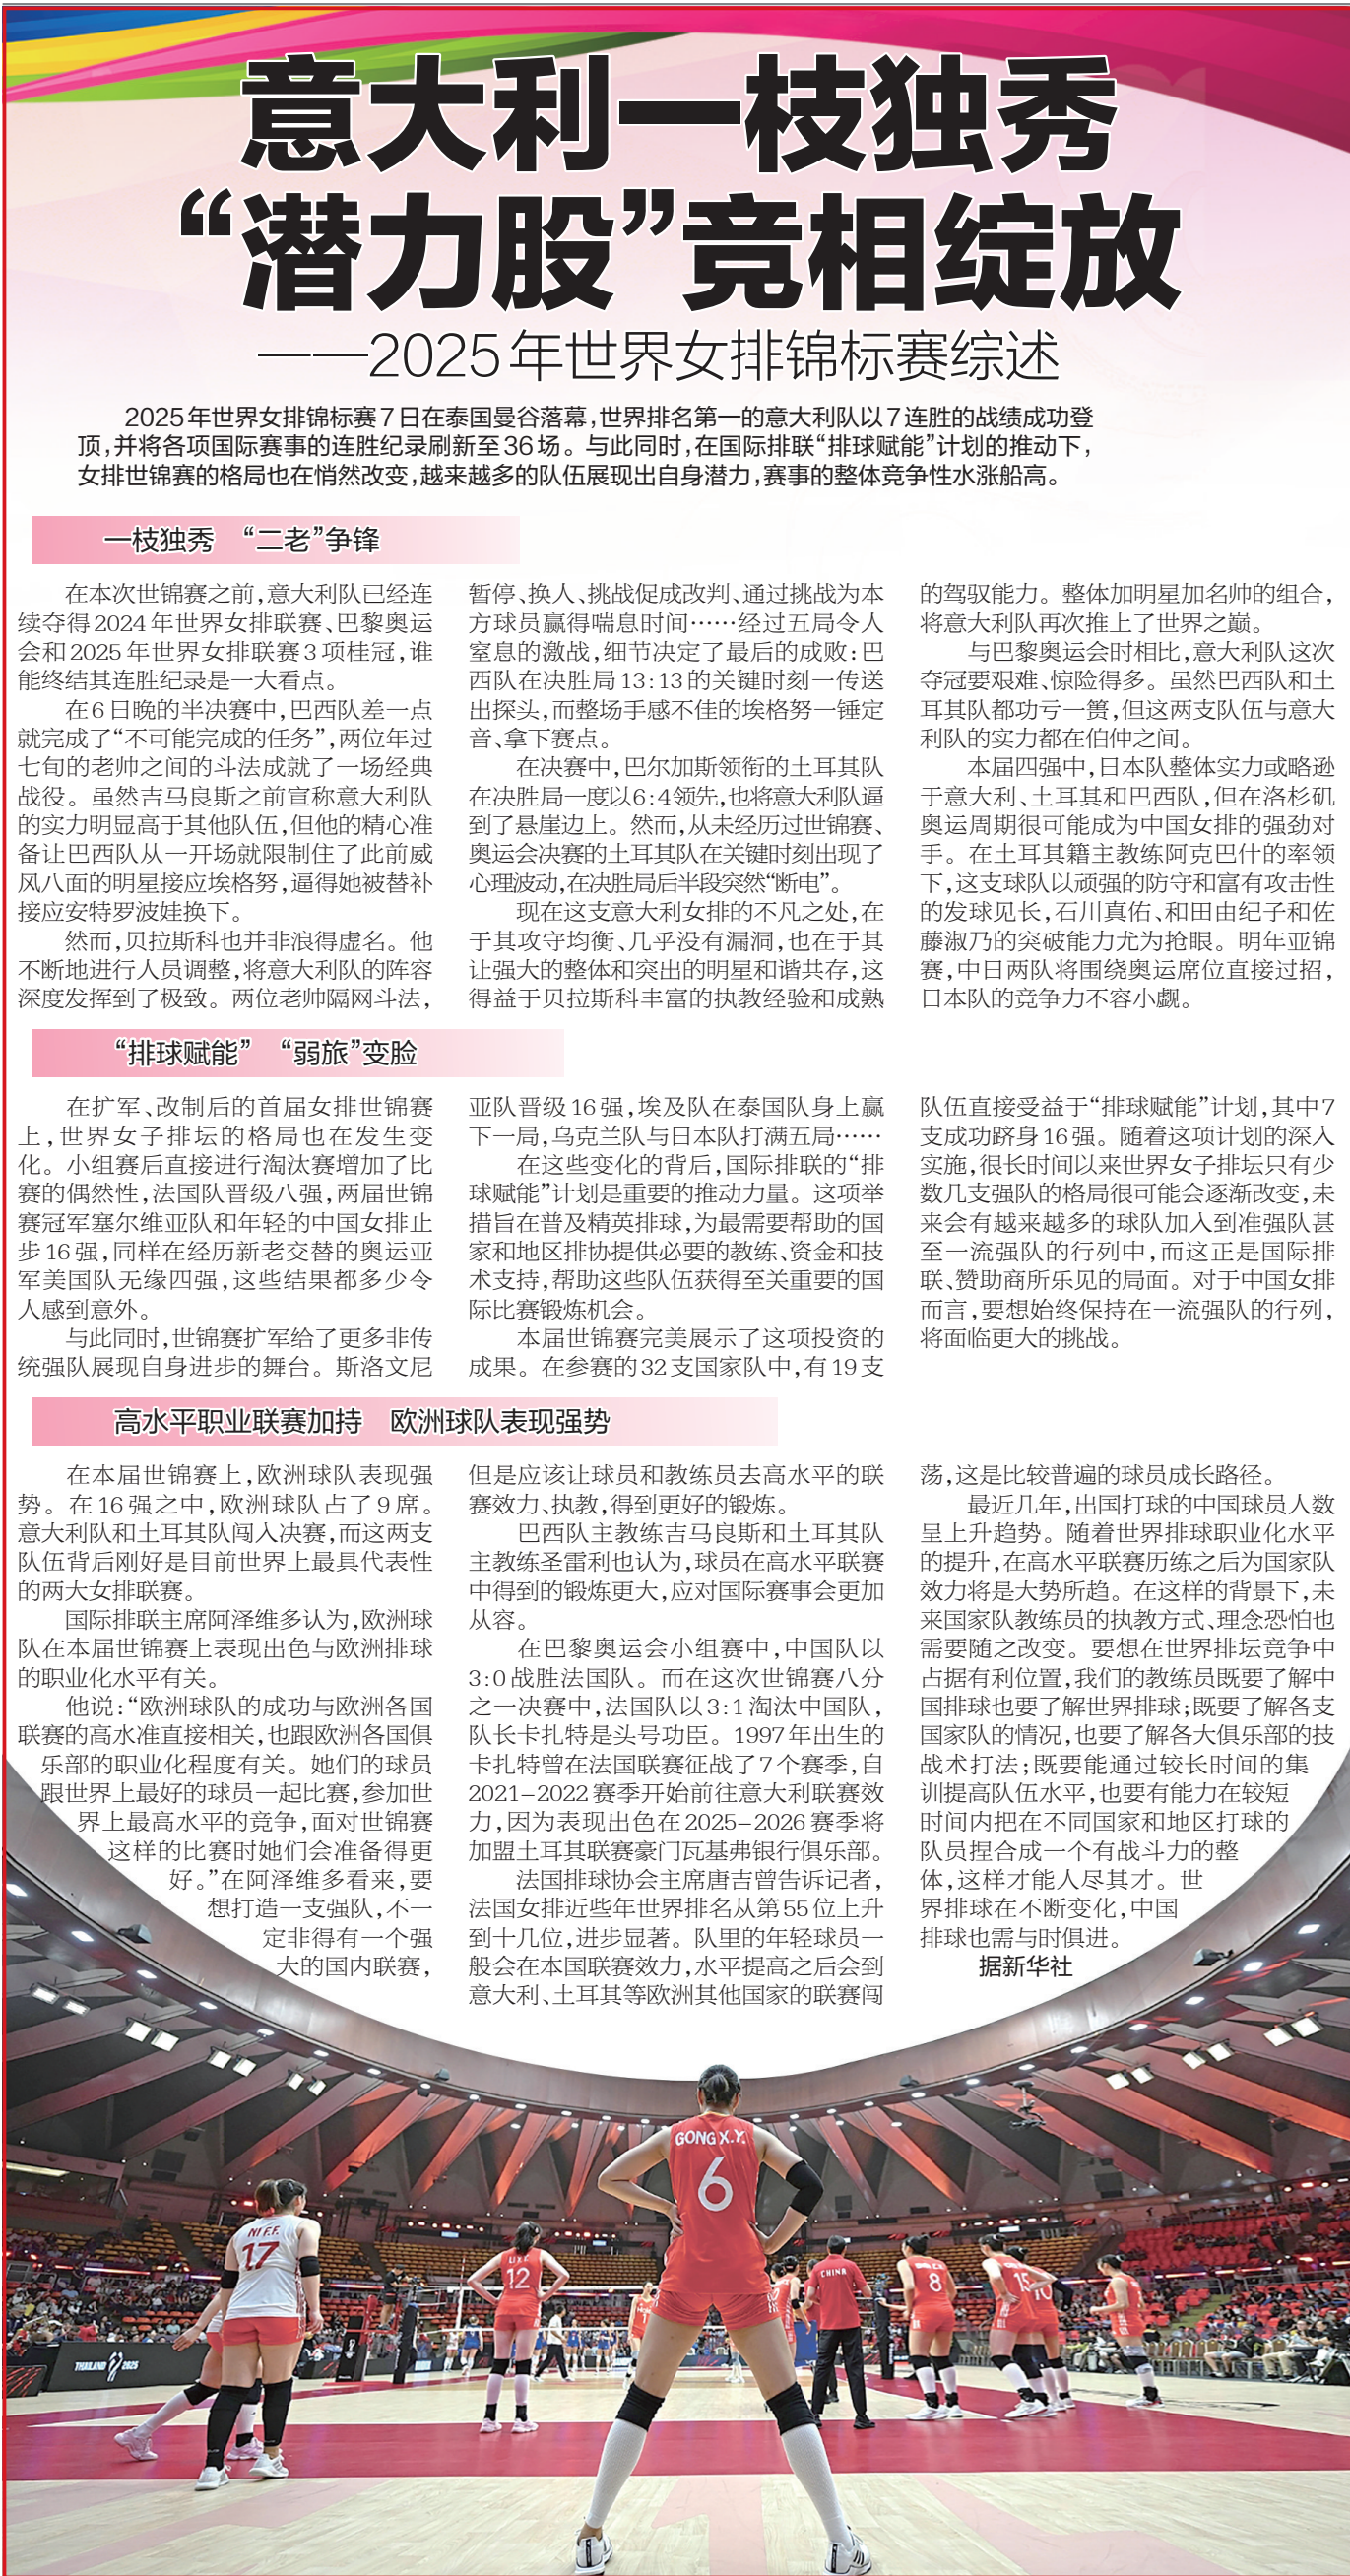 意大利一枝独秀
“潜力股”竞相绽放
——2025年世界女排锦标赛综述
2025年世界女排锦标赛7日在泰国曼谷落幕,世界排名第一的意大利队以7连胜的战绩成功登
顶,并将各项国际赛事的连胜纪录刷新至36场。与此同时,在国际排联“排球赋能”计划的推动下,
女排世锦赛的格局也在悄然改变,越来越多的队伍展现出自身潜力,赛事的整体竞争性水涨船高。
一枝独秀 “二老”争锋
在本次世锦赛之前,意大利队已经连
续夺得2024年世界女排联赛、巴黎奥运
会和2025年世界女排联赛3项桂冠,谁
能终结其连胜纪录是一大看点。
在6日晚的半决赛中,巴西队差一点
就完成了“不可能完成的任务”,两位年过
七旬的老帅之间的斗法成就了一场经典
战役。虽然吉马良斯之前宣称意大利队
的实力明显高于其他队伍,但他的精心准
备让巴西队从一开场就限制住了此前威
风八面的明星接应埃格努,逼得她被替补
接应安特罗波娃换下。
然而,贝拉斯科也并非浪得虚名。他
不断地进行人员调整,将意大利队的阵容
深度发挥到了极致。两位老帅隔网斗法,
暂停、换人、挑战促成改判、通过挑战为本
方球员赢得喘息时间……经过五局令人
窒息的激战,细节决定了最后的成败:巴
西队在决胜局13:13的关键时刻一传送
出探头,而整场手感不佳的埃格努一锤定
音、拿下赛点。
在决赛中,巴尔加斯领衔的土耳其队
在决胜局一度以6:4领先,也将意大利队逼
到了悬崖边上。然而,从未经历过世锦赛、
奥运会决赛的土耳其队在关键时刻出现了
心理波动,在决胜局后半段突然“断电”。
现在这支意大利女排的不凡之处,在
于其攻守均衡、几乎没有漏洞,也在于其
让强大的整体和突出的明星和谐共存,这
得益于贝拉斯科丰富的执教经验和成熟
的驾驭能力。整体加明星加名帅的组合,
将意大利队再次推上了世界之巅。
与巴黎奥运会时相比,意大利队这次
夺冠要艰难、惊险得多。虽然巴西队和土
耳其队都功亏一篑,但这两支队伍与意大
利队的实力都在伯仲之间。
本届四强中,日本队整体实力或略逊
于意大利、土耳其和巴西队,但在洛杉矶
奥运周期很可能成为中国女排的强劲对
手。在土耳其籍主教练阿克巴什的率领
下,这支球队以顽强的防守和富有攻击性
的发球见长,石川真佑、和田由纪子和佐
藤淑乃的突破能力尤为抢眼。明年亚锦
赛,中日两队将围绕奥运席位直接过招,
日本队的竞争力不容小觑。
“排球赋能” “弱旅”变脸
在扩军、改制后的首届女排世锦赛
上,世界女子排坛的格局也在发生变
化。小组赛后直接进行淘汰赛增加了比
赛的偶然性,法国队晋级八强,两届世锦
赛冠军塞尔维亚队和年轻的中国女排止
步16强,同样在经历新老交替的奥运亚
军美国队无缘四强,这些结果都多少令
人感到意外。
与此同时,世锦赛扩军给了更多非传
统强队展现自身进步的舞台。斯洛文尼
亚队晋级16强,埃及队在泰国队身上赢
下一局,乌克兰队与日本队打满五局……
在这些变化的背后,国际排联的“排
球赋能”计划是重要的推动力量。这项举
措旨在普及精英排球,为最需要帮助的国
家和地区排协提供必要的教练、资金和技
术支持,帮助这些队伍获得至关重要的国
际比赛锻炼机会。
本届世锦赛完美展示了这项投资的
成果。在参赛的32支国家队中,有19支
队伍直接受益于“排球赋能”计划,其中7
支成功跻身16强。随着这项计划的深入
实施,很长时间以来世界女子排坛只有少
数几支强队的格局很可能会逐渐改变,未
来会有越来越多的球队加入到准强队甚
至一流强队的行列中,而这正是国际排
联、赞助商所乐见的局面。对于中国女排
而言,要想始终保持在一流强队的行列,
将面临更大的挑战。
高水平职业联赛加持 欧洲球队表现强势
在本届世锦赛上,欧洲球队表现强
势。在16强之中,欧洲球队占了9席。
意大利队和土耳其队闯入决赛,而这两支
队伍背后刚好是目前世界上最具代表性
的两大女排联赛。
国际排联主席阿泽维多认为,欧洲球
队在本届世锦赛上表现出色与欧洲排球
的职业化水平有关。
他说:“欧洲球队的成功与欧洲各国
联赛的高水准直接相关,也跟欧洲各国俱
乐部的职业化程度有关。她们的球员
跟世界上最好的球员一起比赛,参加世
界上最高水平的竞争,面对世锦赛
这样的比赛时她们会准备得更
好。”在阿泽维多看来,要
想打造一支强队,不一
定非得有一个强
大的国内联赛,
但是应该让球员和教练员去高水平的联
赛效力、执教,得到更好的锻炼。
巴西队主教练吉马良斯和土耳其队
主教练圣雷利也认为,球员在高水平联赛
中得到的锻炼更大,应对国际赛事会更加
从容。
在巴黎奥运会小组赛中,中国队以
3:0战胜法国队。而在这次世锦赛八分
之一决赛中,法国队以3:1淘汰中国队,
队长卡扎特是头号功臣。1997年出生的
卡扎特曾在法国联赛征战了7个赛季,自
2021—2022赛季开始前往意大利联赛效
力,因为表现出色在2025—2026赛季将
加盟土耳其联赛豪门瓦基弗银行俱乐部。
法国排球协会主席唐吉曾告诉记者,
法国女排近些年世界排名从第55位上升
到十几位,进步显著。队里的年轻球员一
般会在本国联赛效力,水平提高之后会到
意大利、土耳其等欧洲其他国家的联赛闯
荡,这是比较普遍的球员成长路径。
最近几年,出国打球的中国球员人数
呈上升趋势。随着世界排球职业化水平
的提升,在高水平联赛历练之后为国家队
效力将是大势所趋。在这样的背景下,未
来国家队教练员的执教方式、理念恐怕也
需要随之改变。要想在世界排坛竞争中
占据有利位置,我们的教练员既要了解中
国排球也要了解世界排球;既要了解各支
国家队的情况,也要了解各大俱乐部的技
战术打法;既要能通过较长时间的集
训提高队伍水平,也要有能力在较短
时间内把在不同国家和地区打球的
队员捏合成一个有战斗力的整
体,这样才能人尽其才。世
界排球在不断变化,中国
排球也需与时俱进。
据新华社
GONG X.Y.
6
NI F.F.
17
12
CHINA
8
15
THAILAND 2025